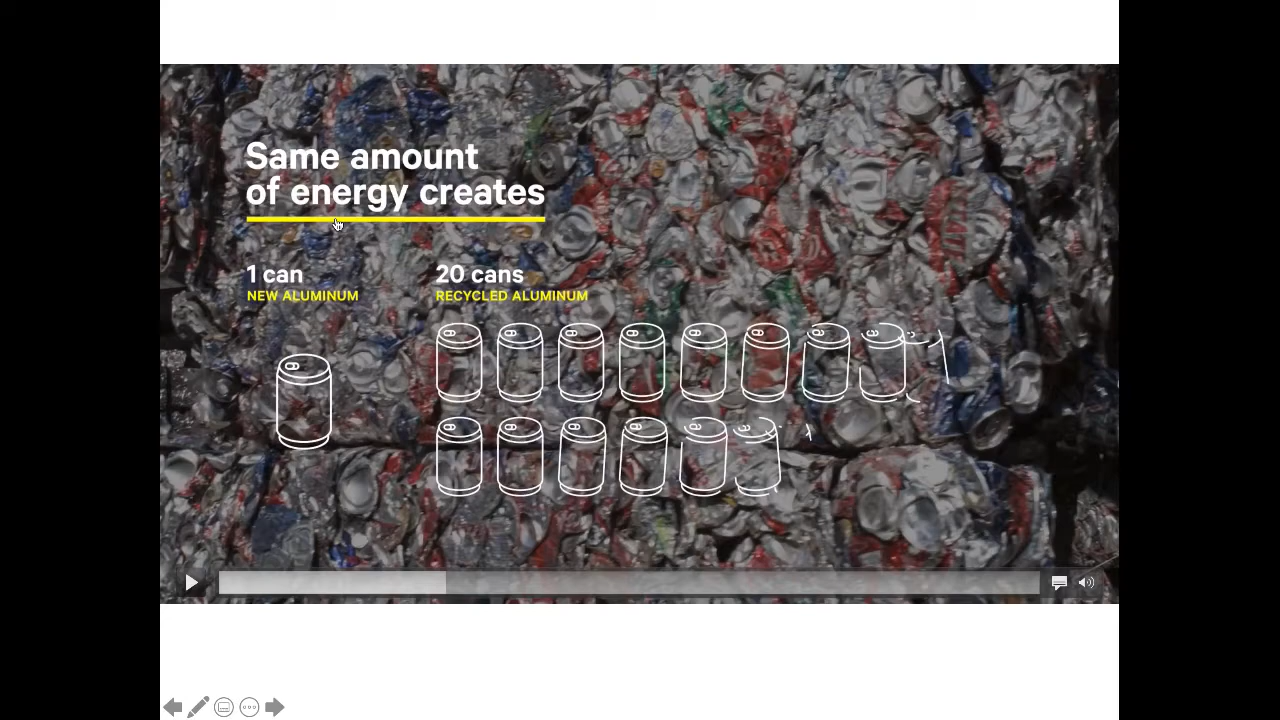 Same amount
of energy creates
1 can
NEW ALUMINUM
20 cans
RECYCLED ALUMINUM